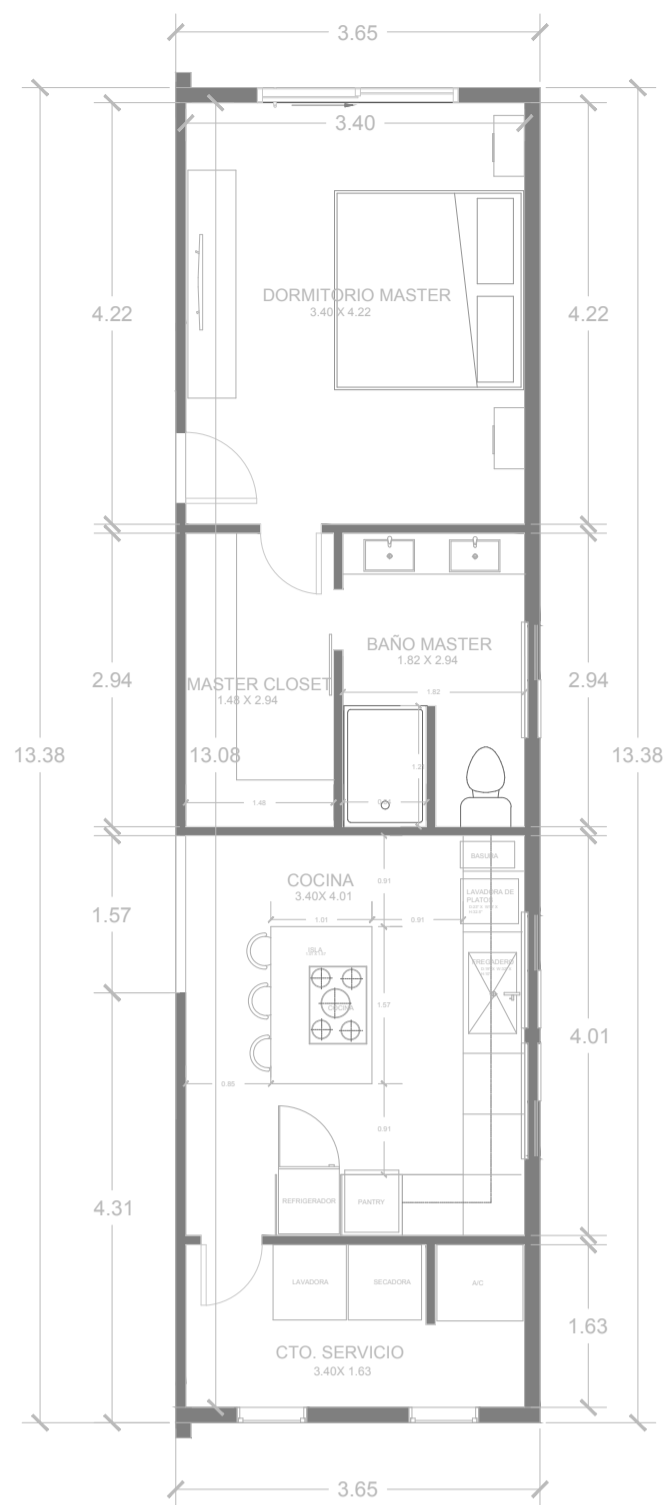 3.65
3.40
DORMITORIO MASTER
3.40 X 4.22
4.22
4.22
BAÑO MASTER
1.82 X 2.94
2.94
MASTER CLOSET
1.48 X 2.94
2.94
1.82
13.38
13.08
13.38
1.48
BASURA
COCINA
3.40X 4.01
0.91
LAVADORA DE
PLATOS
1.57
1.01
0.91
ISLA
FREGADERO
COCINA
1.57
4.01
0.85
0.91
REFRIGERADOR
PANTRY
4.31
LAVADORA
SECADORA
A/C
1.63
CTO. SERVICIO
3.40X 1.63
3.65